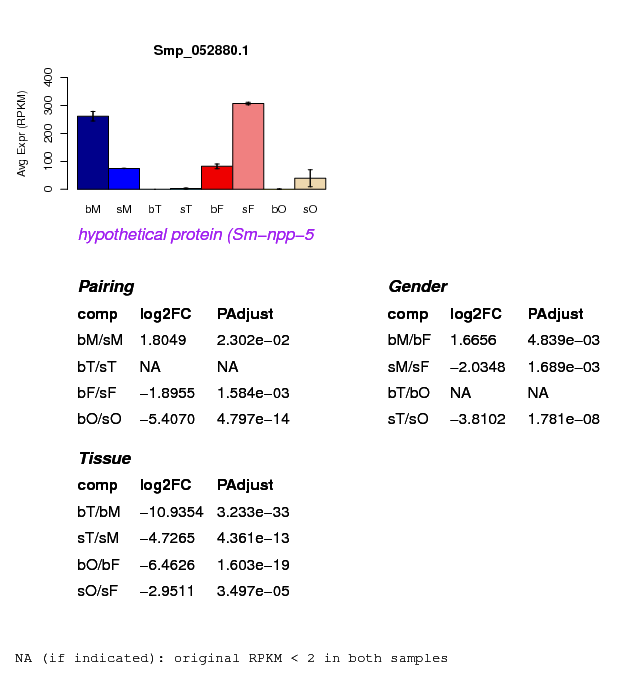 Smp_052880.1
Avg Expr (RPKM)
400
300
200
100
0
bM sM bT sT bF sF bO sO
hypothetical protein (Sm−npp−5
Pairing
comp log2FC PAdjust
bM/sM 1.8049 2.302e−02
bT/sT NA NA
bF/sF −1.8955 1.584e−03
bO/sO −5.4070 4.797e−14
Gender
comp log2FC PAdjust
bM/bF 1.6656 4.839e−03
sM/sF −2.0348 1.689e−03
bT/bO NA NA
sT/sO −3.8102 1.781e−08
Tissue
comp log2FC PAdjust
bT/bM −10.9354 3.233e−33
sT/sM −4.7265 4.361e−13
bO/bF −6.4626 1.603e−19
sO/sF −2.9511 3.497e−05
NA (if indicated): original RPKM < 2 in both samples